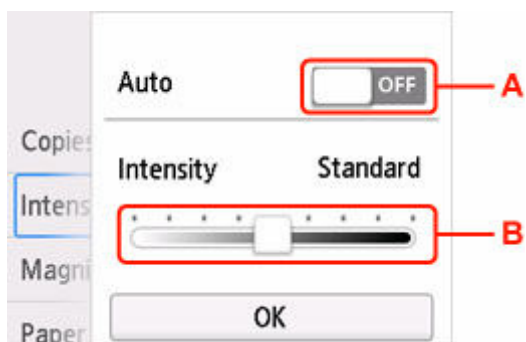 Auto
OFF
A
Copies
Intensity
Standard
Intens
B
Magni
OK
Paper